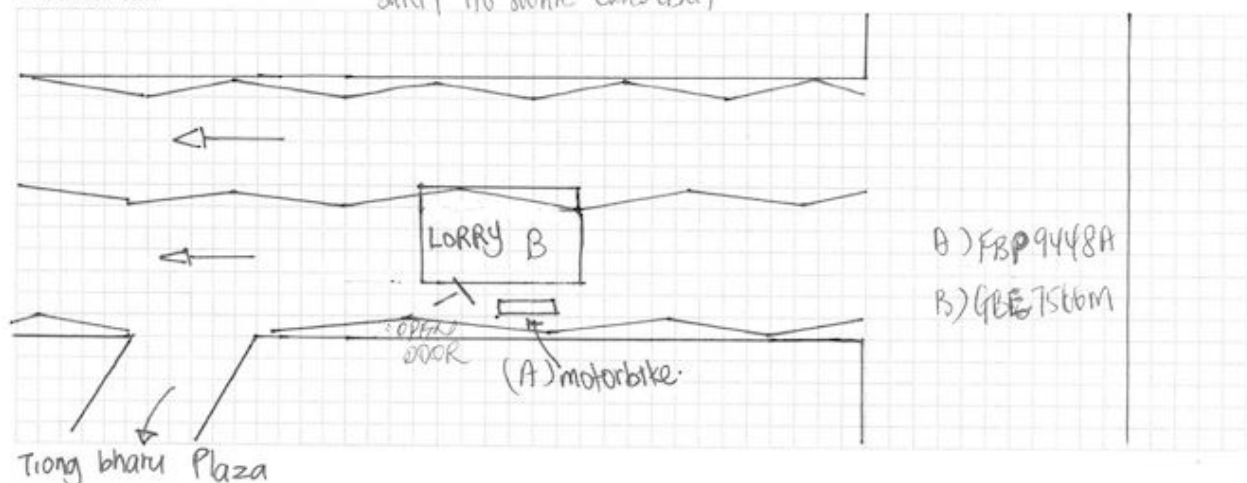 LORRY B
OPEN
DOOR
(A) motorbike.
Tiong bharu Plaza
A) FBP9448A
B) GBE7566M